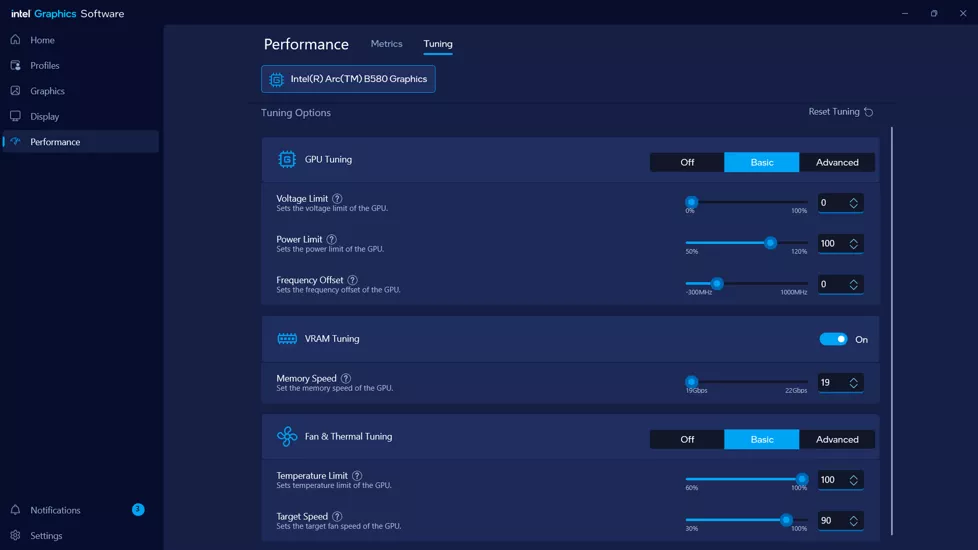 intel Graphics Software
Home
Profiles
Graphics
Display
Performance
Notifications 3
Settings
Performance Metrics Tuning
Intel(R) Arc(TM) B580 Graphics
Tuning Options Reset Tuning
GPU Tuning Off Basic Advanced
Voltage Limit ? 0
Sets the voltage limit of the GPU.
0% 100%
Power Limit ? 100
Sets the power limit of the GPU.
50% 120%
Frequency Offset ? 0
Sets the frequency offset of the GPU.
-300MHz 1000MHz
VRAM Tuning On
Memory Speed ? 19
Set the memory speed of the GPU.
19Gbps 22Gbps
Fan & Thermal Tuning Off Basic Advanced
Temperature Limit ? 100
Sets temperature limit of the GPU.
60% 100%
Target Speed ? 90
Sets the target fan speed of the GPU.
30% 100%